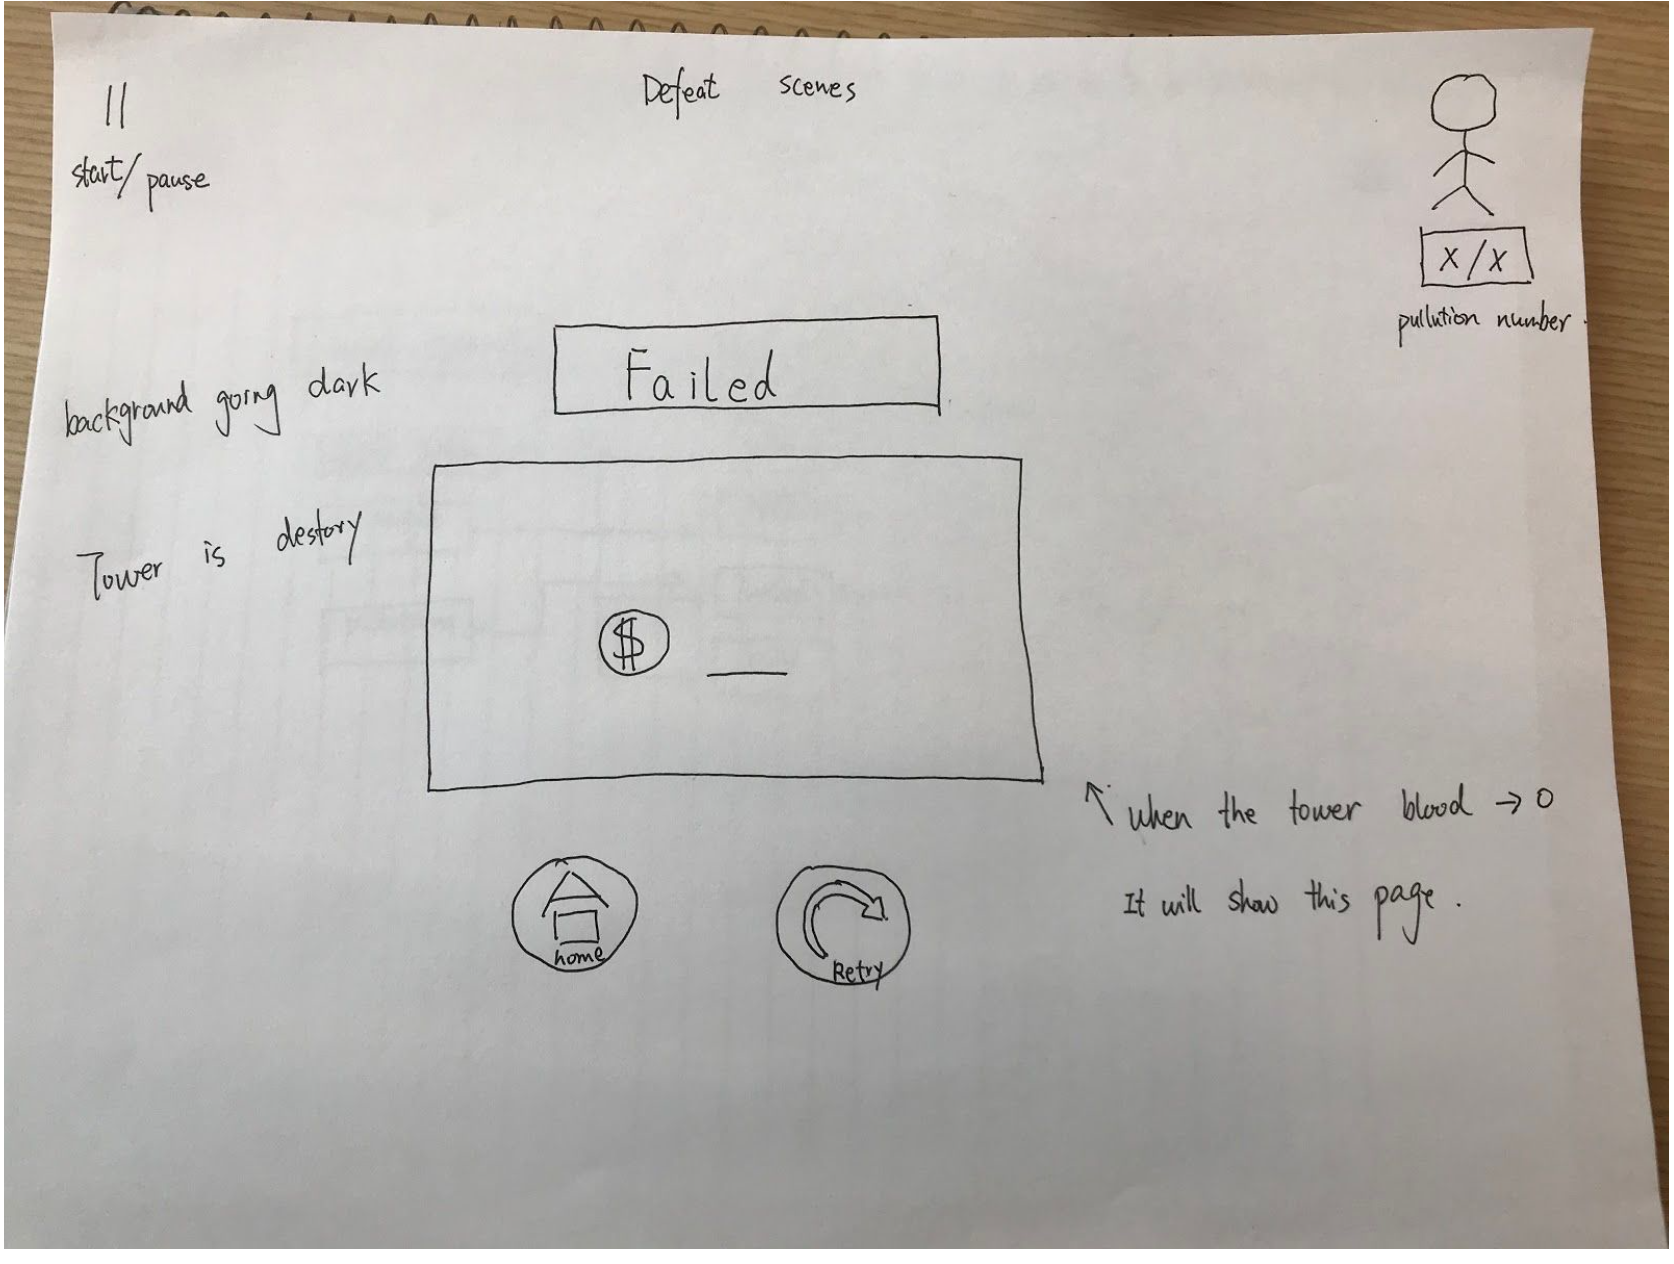 Defeat scenes
||
start/pause
X/X
pullution number.
Failed
background going dark
Tower is destory
$
when the tower blood → 0
It will show this page.
home
Retry